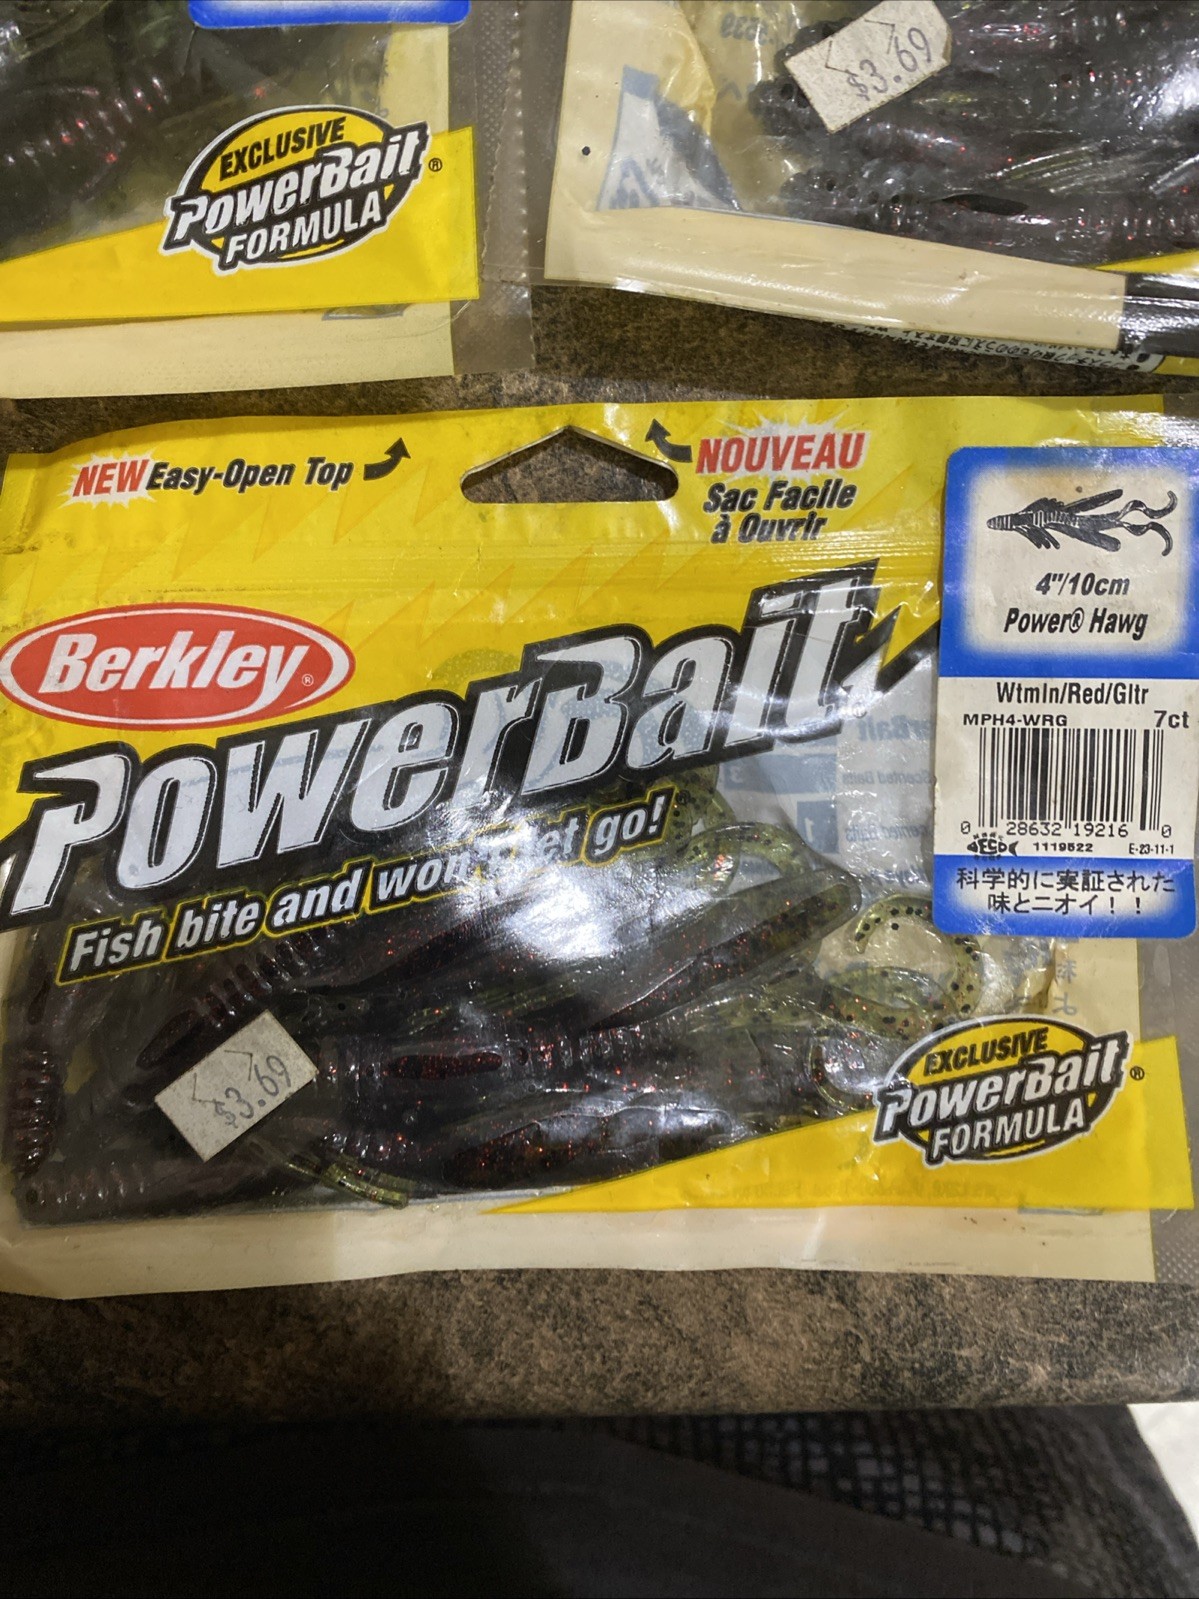 EXCLUSIVE
PowerBait®
FORMULA
$3.69
NEW Easy-Open Top
NOUVEAU
Sac Facile
à Ouvrir
Berkley®
PowerBait
Fish bite and won't let go!
4"/10cm
Power® Hawg
Wtmln/Red/Gltr
MPH4-WRG 7ct
0 28632 19216 0
ECO 1119522 E-23-11-1
科学的に実証された
味とニオイ！！
$3.69
EXCLUSIVE
PowerBait®
FORMULA